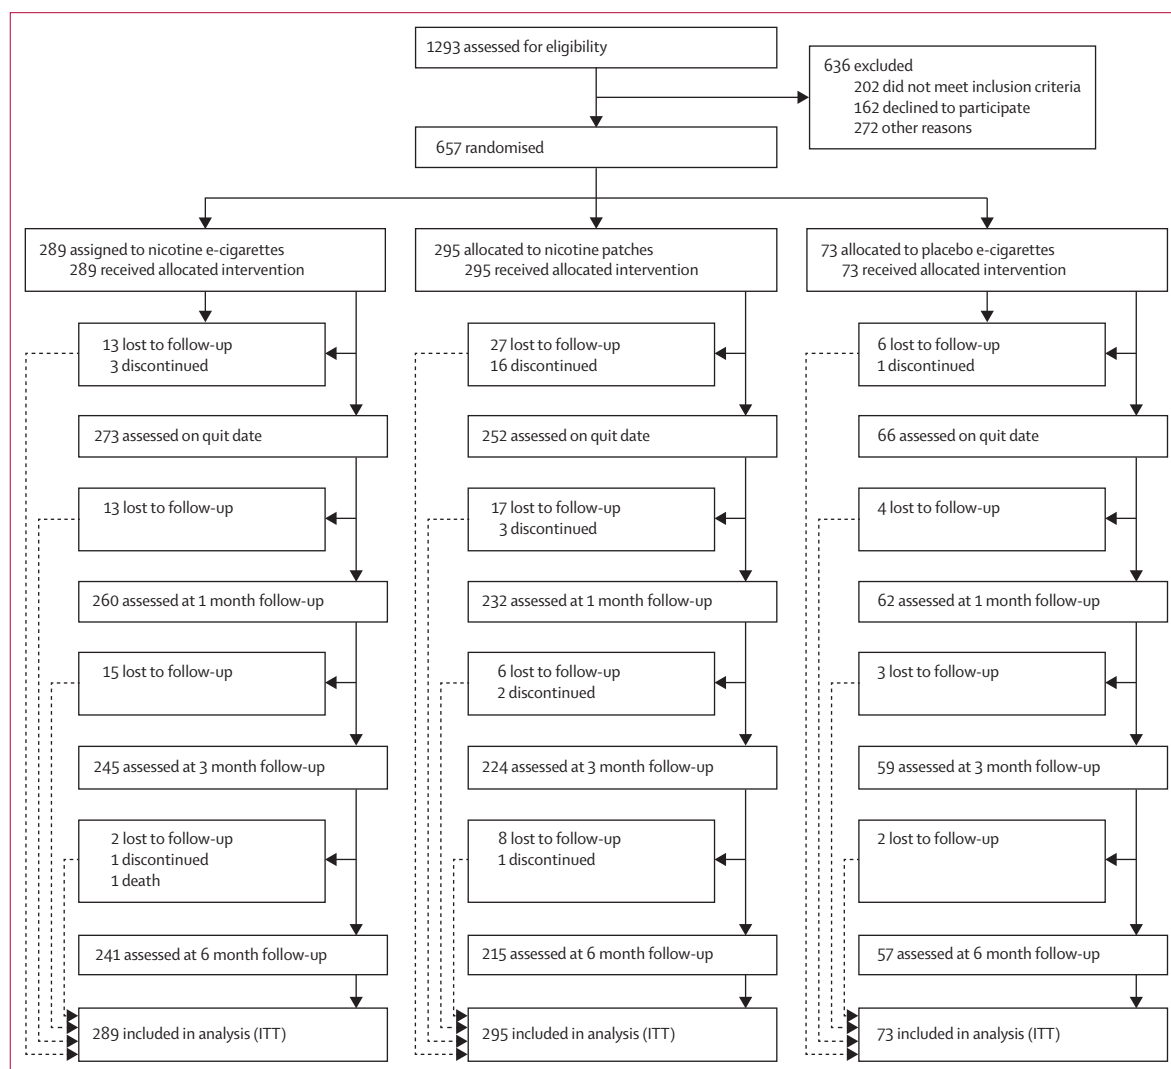 1293 assessed for eligibility
636 excluded
202 did not meet inclusion criteria
162 declined to participate
272 other reasons
657 randomised
289 assigned to nicotine e-cigarettes
289 received allocated intervention
295 allocated to nicotine patches
295 received allocated intervention
73 allocated to placebo e-cigarettes
73 received allocated intervention
13 lost to follow-up
3 discontinued
27 lost to follow-up
16 discontinued
6 lost to follow-up
1 discontinued
273 assessed on quit date
252 assessed on quit date
66 assessed on quit date
13 lost to follow-up
17 lost to follow-up
3 discontinued
4 lost to follow-up
260 assessed at 1 month follow-up
232 assessed at 1 month follow-up
62 assessed at 1 month follow-up
15 lost to follow-up
6 lost to follow-up
2 discontinued
3 lost to follow-up
245 assessed at 3 month follow-up
224 assessed at 3 month follow-up
59 assessed at 3 month follow-up
2 lost to follow-up
1 discontinued
1 death
8 lost to follow-up
1 discontinued
2 lost to follow-up
241 assessed at 6 month follow-up
215 assessed at 6 month follow-up
57 assessed at 6 month follow-up
289 included in analysis (ITT)
295 included in analysis (ITT)
73 included in analysis (ITT)